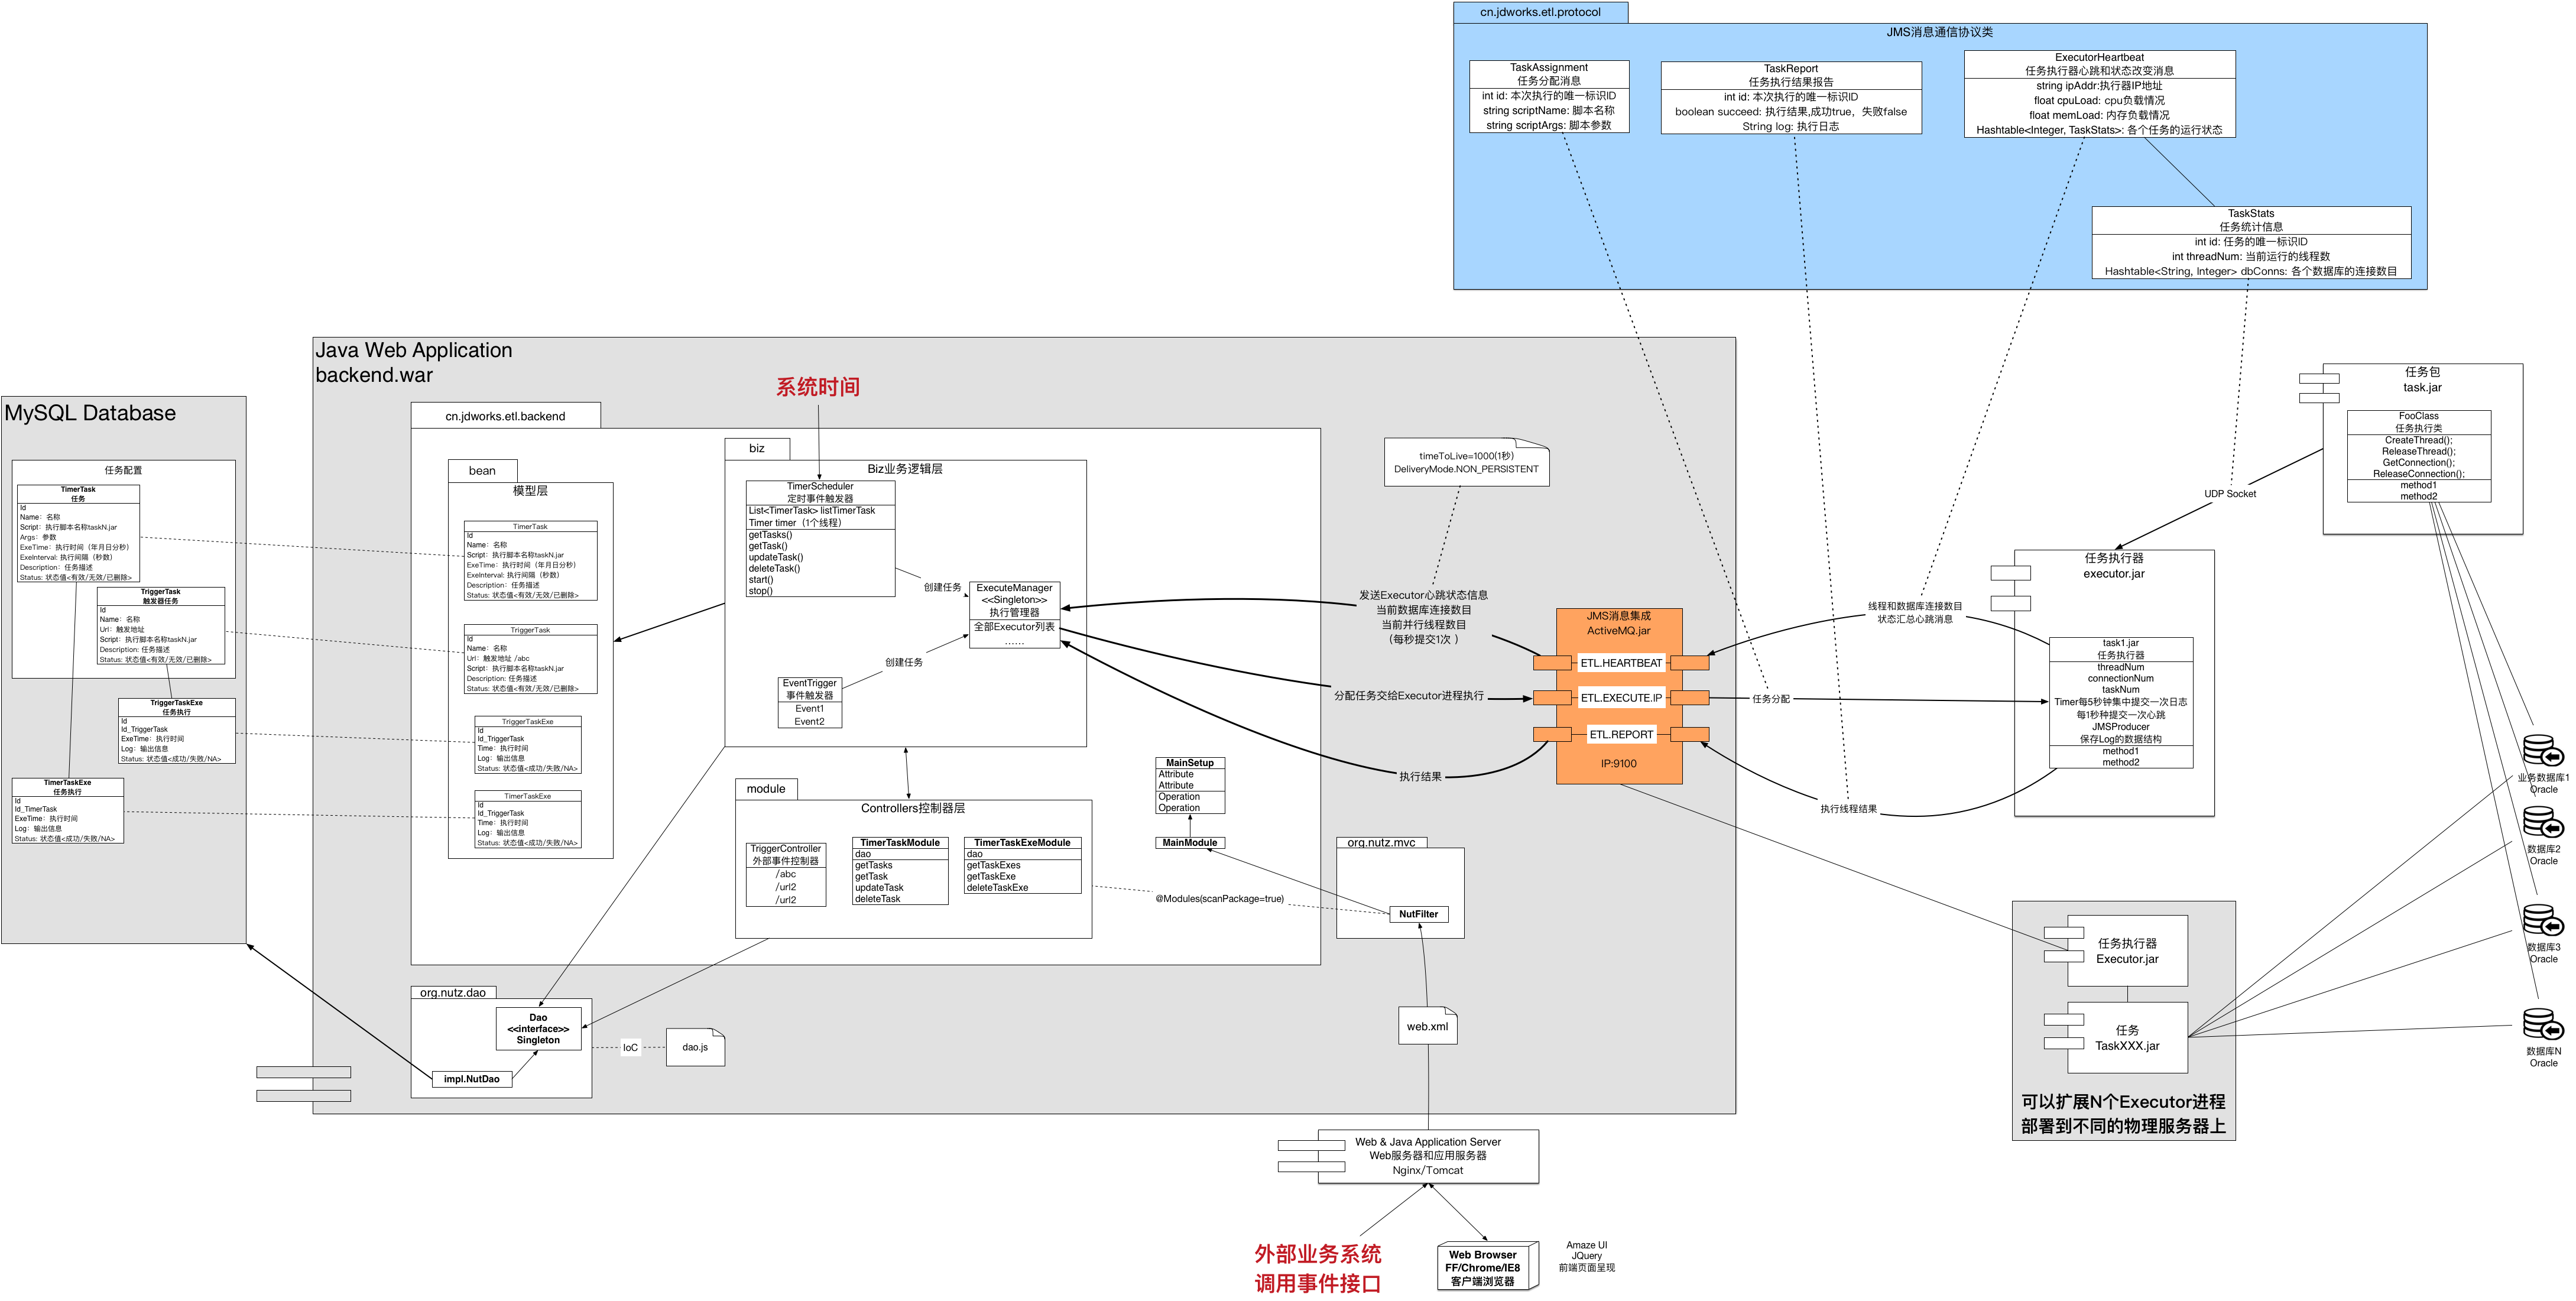 cn.jdworks.etl.protocol
JMS消息通信协议类
TaskAssignment
任务分配消息
int id: 本次执行的唯一标识ID
string scriptName: 脚本名称
string scriptArgs: 脚本参数
TaskReport
任务执行结果报告
int id: 本次执行的唯一标识ID
boolean succeed: 执行结果,成功true，失败false
String log: 执行日志
ExecutorHeartbeat
任务执行器心跳和状态改变消息
string ipAddr:执行器IP地址
float cpuLoad: cpu负载情况
float memLoad: 内存负载情况
Hashtable<Integer, TaskStats>: 各个任务的运行状态
TaskStats
任务统计信息
int id: 任务的唯一标识ID
int threadNum: 当前运行的线程数
Hashtable<String, Integer> dbConns: 各个数据库的连接数目
Java Web Application
backend.war
系统时间
MySQL Database
任务配置
TimerTask
任务
Id
Name：名称
Script：执行脚本名称taskN.jar
Args：参数
ExeTime：执行时间（年月日分秒）
ExeInterval: 执行间隔（秒数）
Description：任务描述
Status: 状态值<有效/无效/已删除>
TriggerTask
触发器任务
Id
Name：名称
Url：触发地址
Script：执行脚本名称taskN.jar
Description: 任务描述
Status: 状态值<有效/无效/已删除>
TriggerTaskExe
任务执行
Id
Id_TriggerTask
ExeTime：执行时间
Log：输出信息
Status: 状态值<成功/失败/NA>
TimerTaskExe
任务执行
Id
Id_TimerTask
ExeTime：执行时间
Log：输出信息
Status: 状态值<成功/失败/NA>
cn.jdworks.etl.backend
bean
模型层
TimerTask
Id
Name：名称
Script：执行脚本名称taskN.jar
ExeTime：执行时间（年月日分秒）
ExeInterval: 执行间隔（秒数）
Description：任务描述
Status: 状态值<有效/无效/已删除>
TriggerTask
Id
Name：名称
Url：触发地址 /abc
Script：执行脚本名称taskN.jar
Description: 任务描述
Status: 状态值<有效/无效/已删除>
TriggerTaskExe
Id
Id_TriggerTask
Time：执行时间
Log：输出信息
Status: 状态值<成功/失败/NA>
TimerTaskExe
Id
Id_TriggerTask
Time：执行时间
Log：输出信息
Status: 状态值<成功/失败/NA>
biz
Biz业务逻辑层
TimerScheduler
定时事件触发器
List<TimerTask> listTimerTask
Timer timer（1个线程）
getTasks()
getTask()
updateTask()
deleteTask()
start()
stop()
创建任务
ExecuteManager
<<Singleton>>
执行管理器
全部Executor列表
……
创建任务
EventTrigger
事件触发器
Event1
Event2
module
Controllers控制器层
TriggerController
外部事件控制器
/abc
/url2
/url2
TimerTaskModule
dao
getTasks
getTask
updateTask
deleteTask
TimerTaskExeModule
dao
getTaskExes
getTaskExe
deleteTaskExe
MainSetup
Attribute
Attribute
Operation
Operation
MainModule
@Modules(scanPackage=true)
org.nutz.mvc
NutFilter
web.xml
org.nutz.dao
Dao
<<interface>>
Singleton
impl.NutDao
IoC
dao.js
timeToLive=1000(1秒)
DeliveryMode.NON_PERSISTENT
发送Executor心跳状态信息
当前数据库连接数目
当前并行线程数目
（每秒提交1次 ）
分配任务交给Executor进程执行
执行结果
JMS消息集成
ActiveMQ.jar
ETL.HEARTBEAT
ETL.EXECUTE.IP
ETL.REPORT
IP:9100
线程和数据库连接数目
状态汇总心跳消息
任务分配
执行线程结果
UDP Socket
任务包
task.jar
FooClass
任务执行类
CreateThread();
ReleaseThread();
GetConnection();
ReleaseConnection();
method1
method2
任务执行器
executor.jar
task1.jar
任务执行器
threadNum
connectionNum
taskNum
Timer每5秒钟集中提交一次日志
每1秒种提交一次心跳
JMSProducer
保存Log的数据结构
method1
method2
业务数据库1
Oracle
数据库2
Oracle
数据库3
Oracle
数据库N
Oracle
任务执行器
Executor.jar
任务
TaskXXX.jar
可以扩展N个Executor进程
部署到不同的物理服务器上
Web & Java Application Server
Web服务器和应用服务器
Nginx/Tomcat
外部业务系统
调用事件接口
Web Browser
FF/Chrome/IE8
客户端浏览器
Amaze UI
JQuery
前端页面呈现